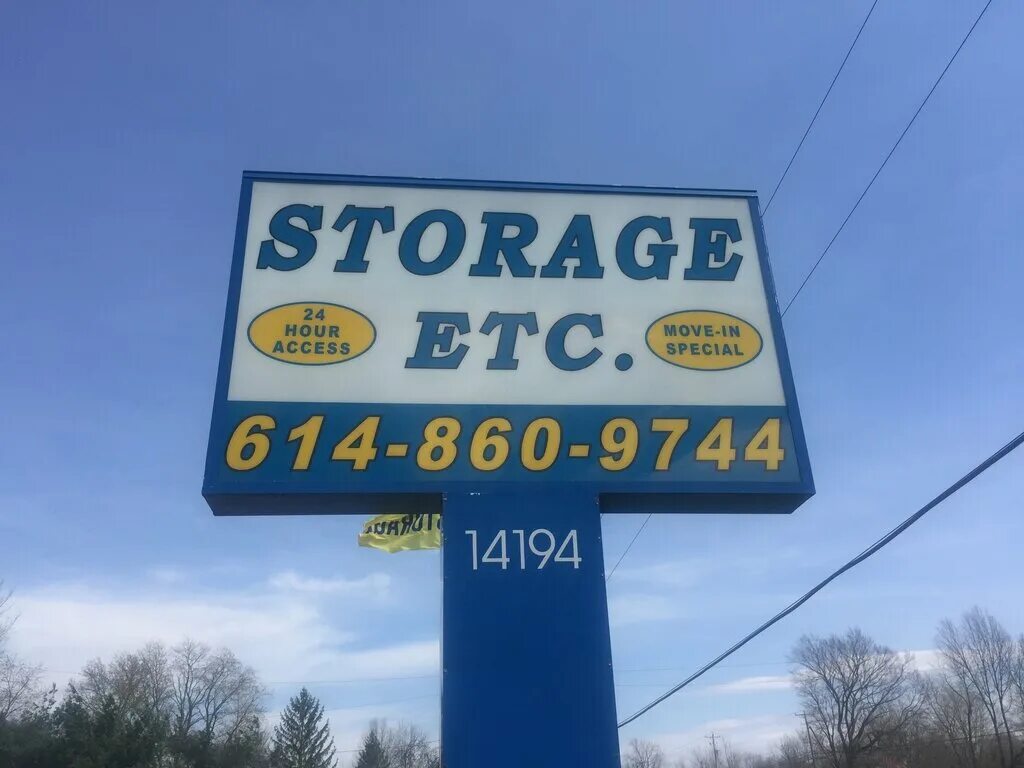 STORAGE
24
HOUR
ACCESS
ETC.
MOVE-IN
SPECIAL
614-860-9744
14194